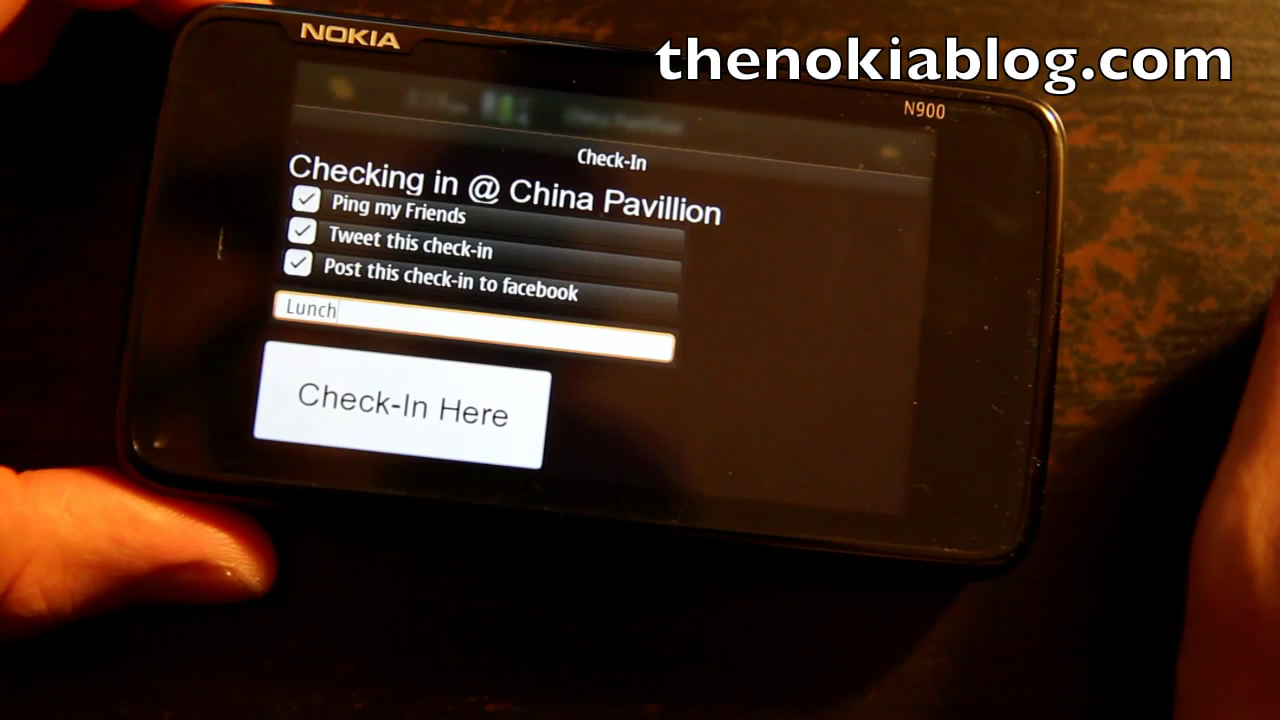 NOKIA
thenokiablog.com
N900
Check-In
Checking in @ China Pavillion
Ping my Friends
Tweet this check-in
Post this check-in to facebook
Lunch
Check-In Here